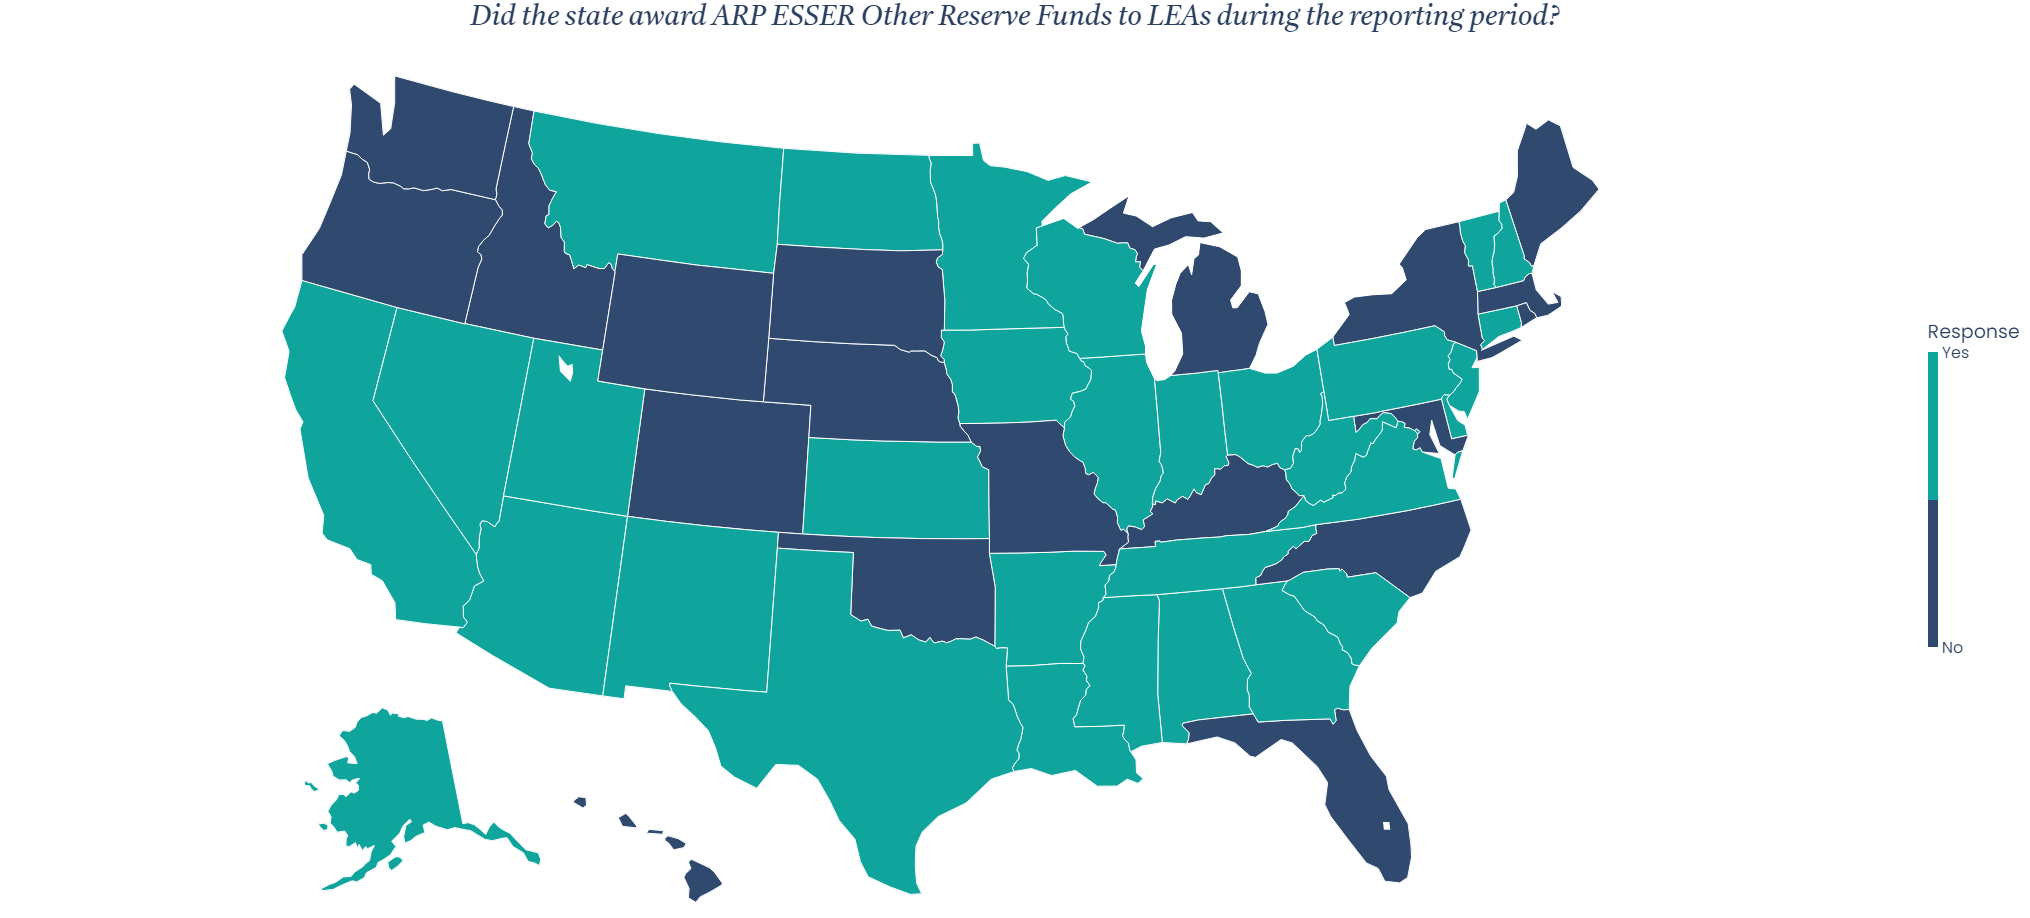 Did the state award ARP ESSER Other Reserve Funds to LEAs during the reporting period?
Response
Yes
No